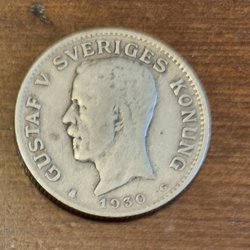 GUSTAF V SVERIGES KONUNG
1930
G